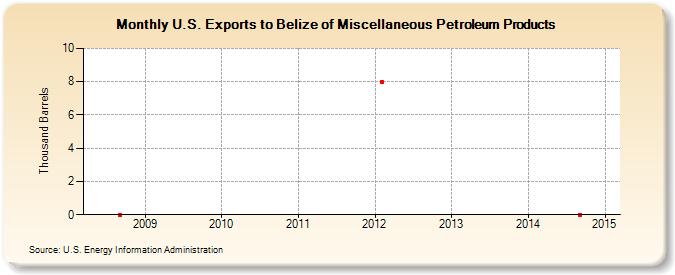 Monthly U.S. Exports to Belize of Miscellaneous Petroleum Products
Thousand Barrels
10
8
6
4
2
0
2009 2010 2011 2012 2013 2014 2015
Source: U.S. Energy Information Administration